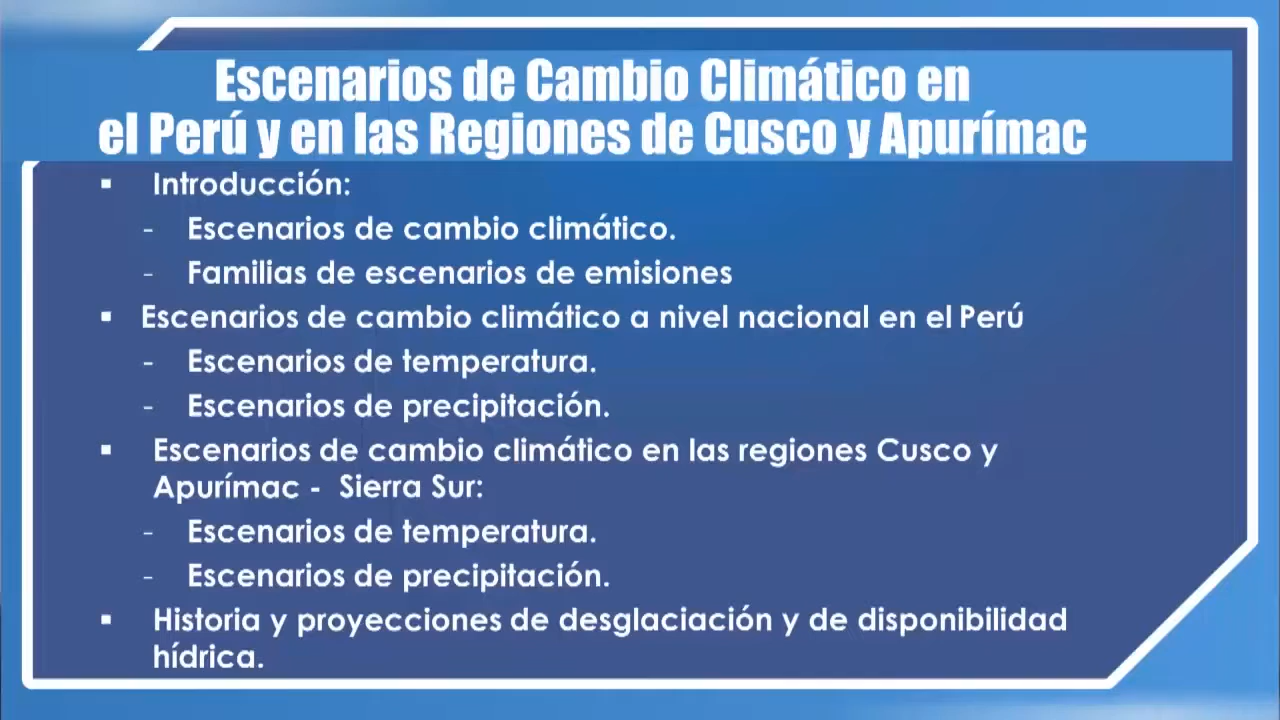 Escenarios de Cambio Climático en
el Perú y en las Regiones de Cusco y Apurímac
▪ Introducción:
- Escenarios de cambio climático.
- Familias de escenarios de emisiones
▪ Escenarios de cambio climático a nivel nacional en el Perú
- Escenarios de temperatura.
- Escenarios de precipitación.
▪ Escenarios de cambio climático en las regiones Cusco y
Apurímac - Sierra Sur:
- Escenarios de temperatura.
- Escenarios de precipitación.
▪ Historia y proyecciones de desglaciación y de disponibilidad
hídrica.